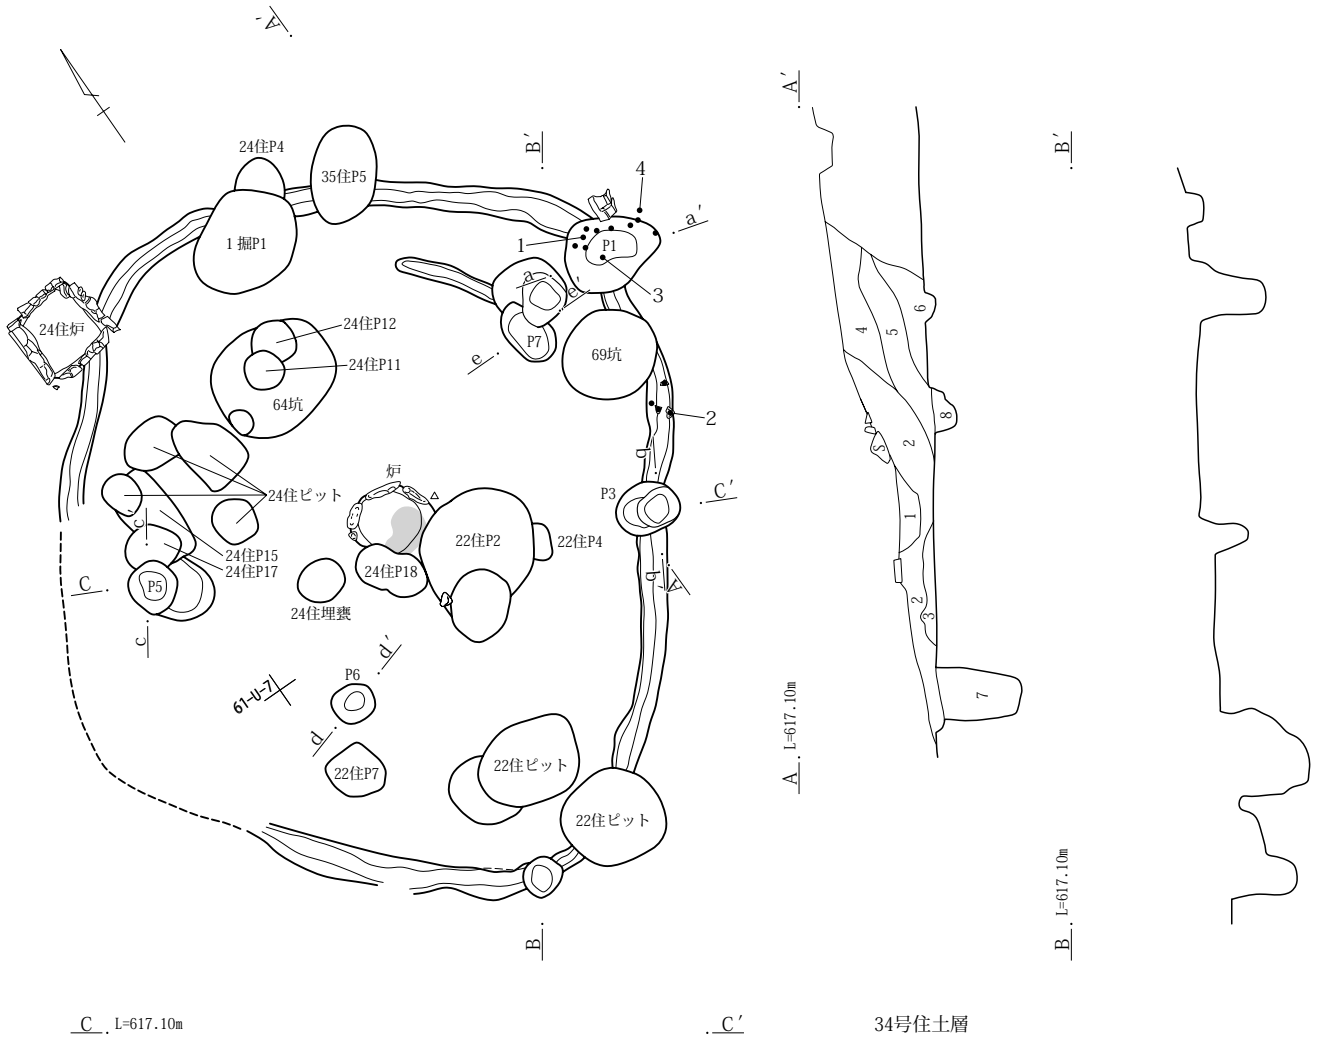 A′
24住P4
35住P5
1 掘P1
B′
4
a′
1
P1
3
a
e′
P7
e
24住炉
24住P12
24住P11
69坑
64坑
2
b
24住ピット
炉
C′
P3
c′
22住P2
22住P4
24住P15
24住P17
24住P18
b′
A
C
P5
24住埋甕
c
d′
P6
61-U-7
d
22住P7
22住ピット
22住ピット
B
A′
4
5
6
8
S
2
1
2
3
7
A L=617.10m
B′
B L=617.10m
C L=617.10m
C′
34号住土層